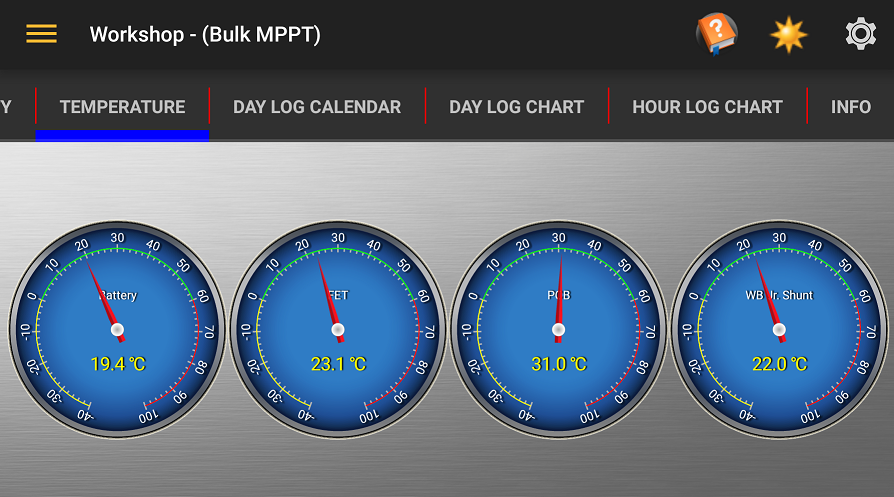 Workshop - (Bulk MPPT)
Y TEMPERATURE DAY LOG CALENDAR DAY LOG CHART HOUR LOG CHART INFO
-40 -30 -20 -10 0 10 20 30 40 50 60 70 80 90 100
Battery
19.4 °C
-40 -30 -20 -10 0 10 20 30 40 50 60 70 80 90 100
FET
23.1 °C
-40 -30 -20 -10 0 10 20 30 40 50 60 70 80 90 100
PCB
31.0 °C
-40 -30 -20 -10 0 10 20 30 40 50 60 70 80 90 100
WB Jr. Shunt
22.0 °C